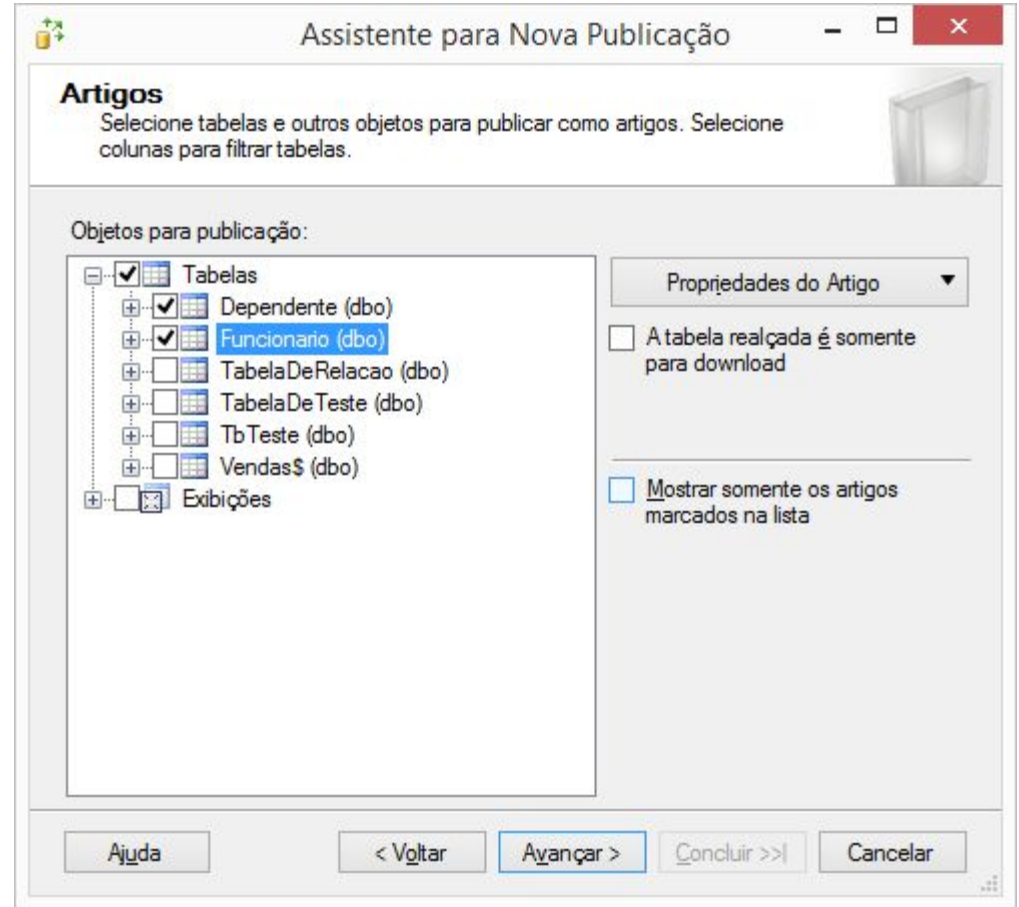 Assistente para Nova Publicação
Artigos
Selecione tabelas e outros objetos para publicar como artigos. Selecione
colunas para filtrar tabelas.
Objetos para publicação:
Tabelas
Dependente (dbo)
Funcionario (dbo)
TabelaDeRelacao (dbo)
TabelaDeTeste (dbo)
TbTeste (dbo)
Vendas$ (dbo)
Exibições
Propriedades do Artigo
A tabela realçada é somente
para download
Mostrar somente os artigos
marcados na lista
Ajuda
< Voltar
Avançar >
Concluir >>|
Cancelar